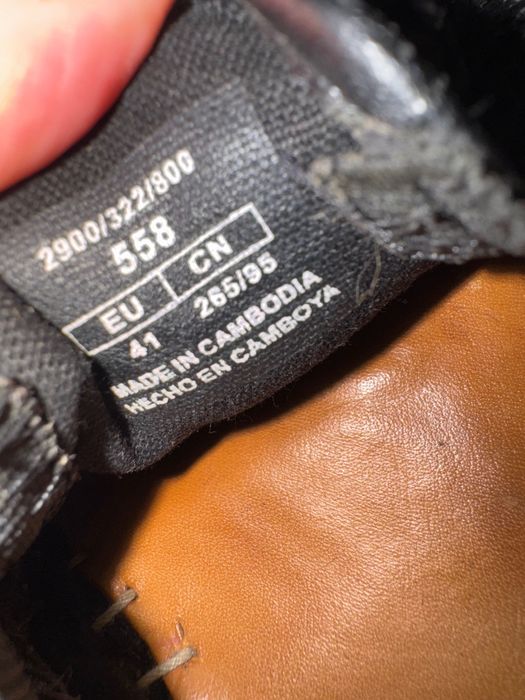 2900/322/800
558
EU CN
41 265/95
MADE IN CAMBODIA
HECHO EN CAMBOYA